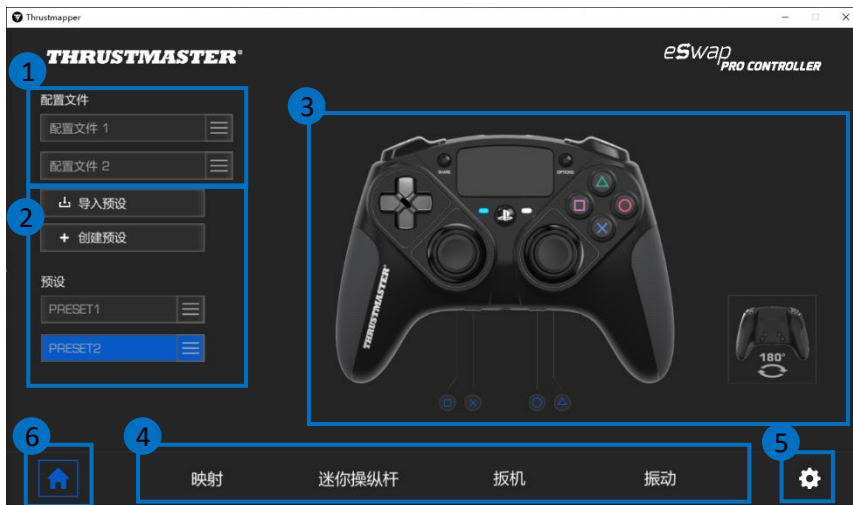 Thrustmapper
THRUSTMASTER®
eSwap
PRO CONTROLLER
1
配置文件
配置文件 1
配置文件 2
2
导入预设
+ 创建预设
预设
PRESET1
PRESET2
3
SHARE
OPTIONS
THRUSTMASTER®
180°
6
4
5
映射
迷你操纵杆
扳机
振动